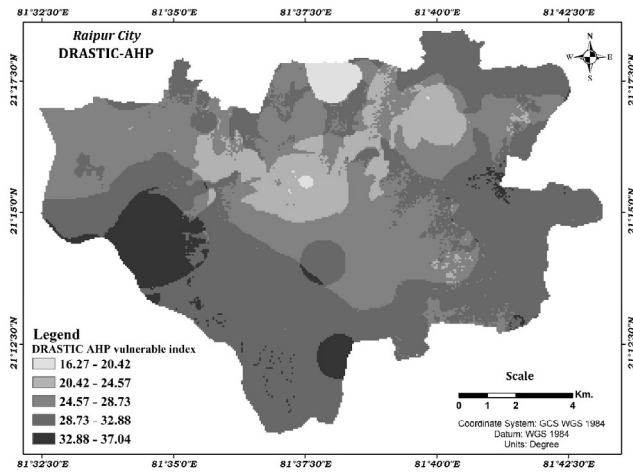 81°32'30"E 81°35'0"E 81°37'30"E 81°40'0"E 81°42'30"E
Raipur City
DRASTIC-AHP
N
W E
S
21°17'30"N
21°17'30"N
21°15'0"N
21°15'0"N
21°12'30"N
21°12'30"N
Legend
DRASTIC AHP vulnerable index
16.27 - 20.42
20.42 - 24.57
24.57 - 28.73
28.73 - 32.88
32.88 - 37.04
Scale
Km.
0 1 2 4
Coordinate System: GCS WGS 1984
Datum: WGS 1984
Units: Degree
81°32'30"E 81°35'0"E 81°37'30"E 81°40'0"E 81°42'30"E